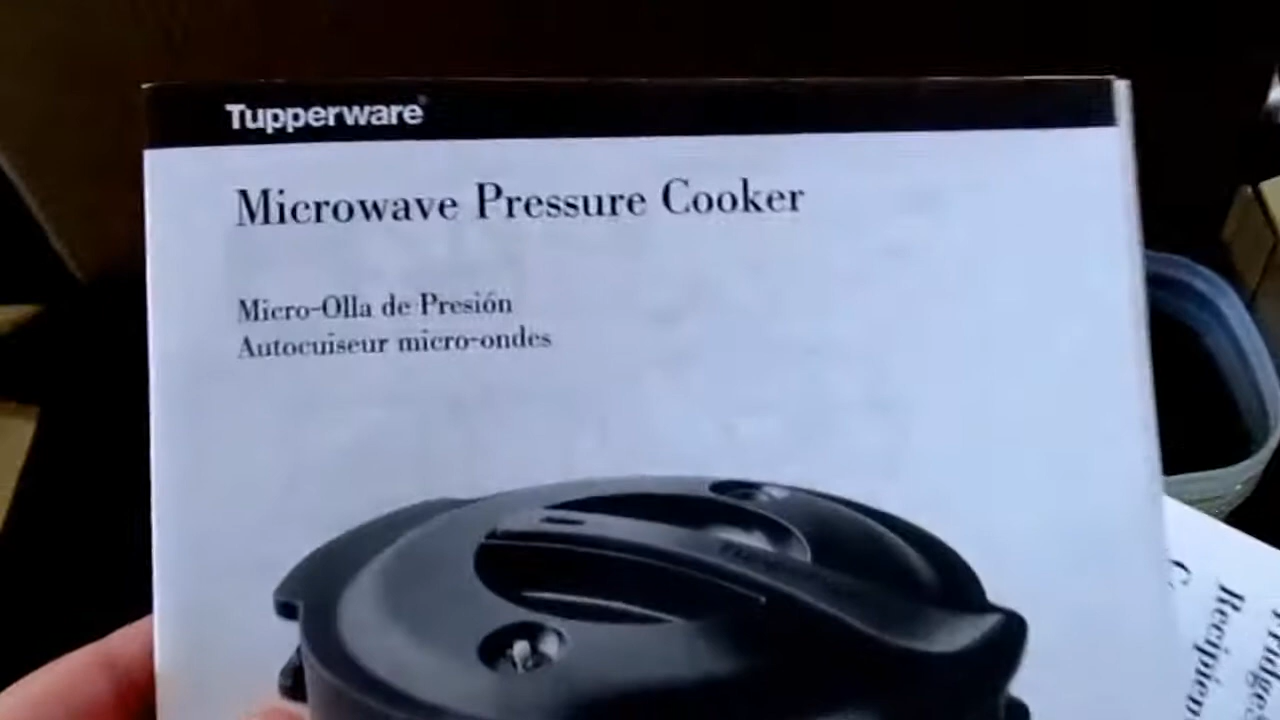 Tupperware®
Microwave Pressure Cooker
Micro-Olla de Presión
Autocuiseur micro-ondes